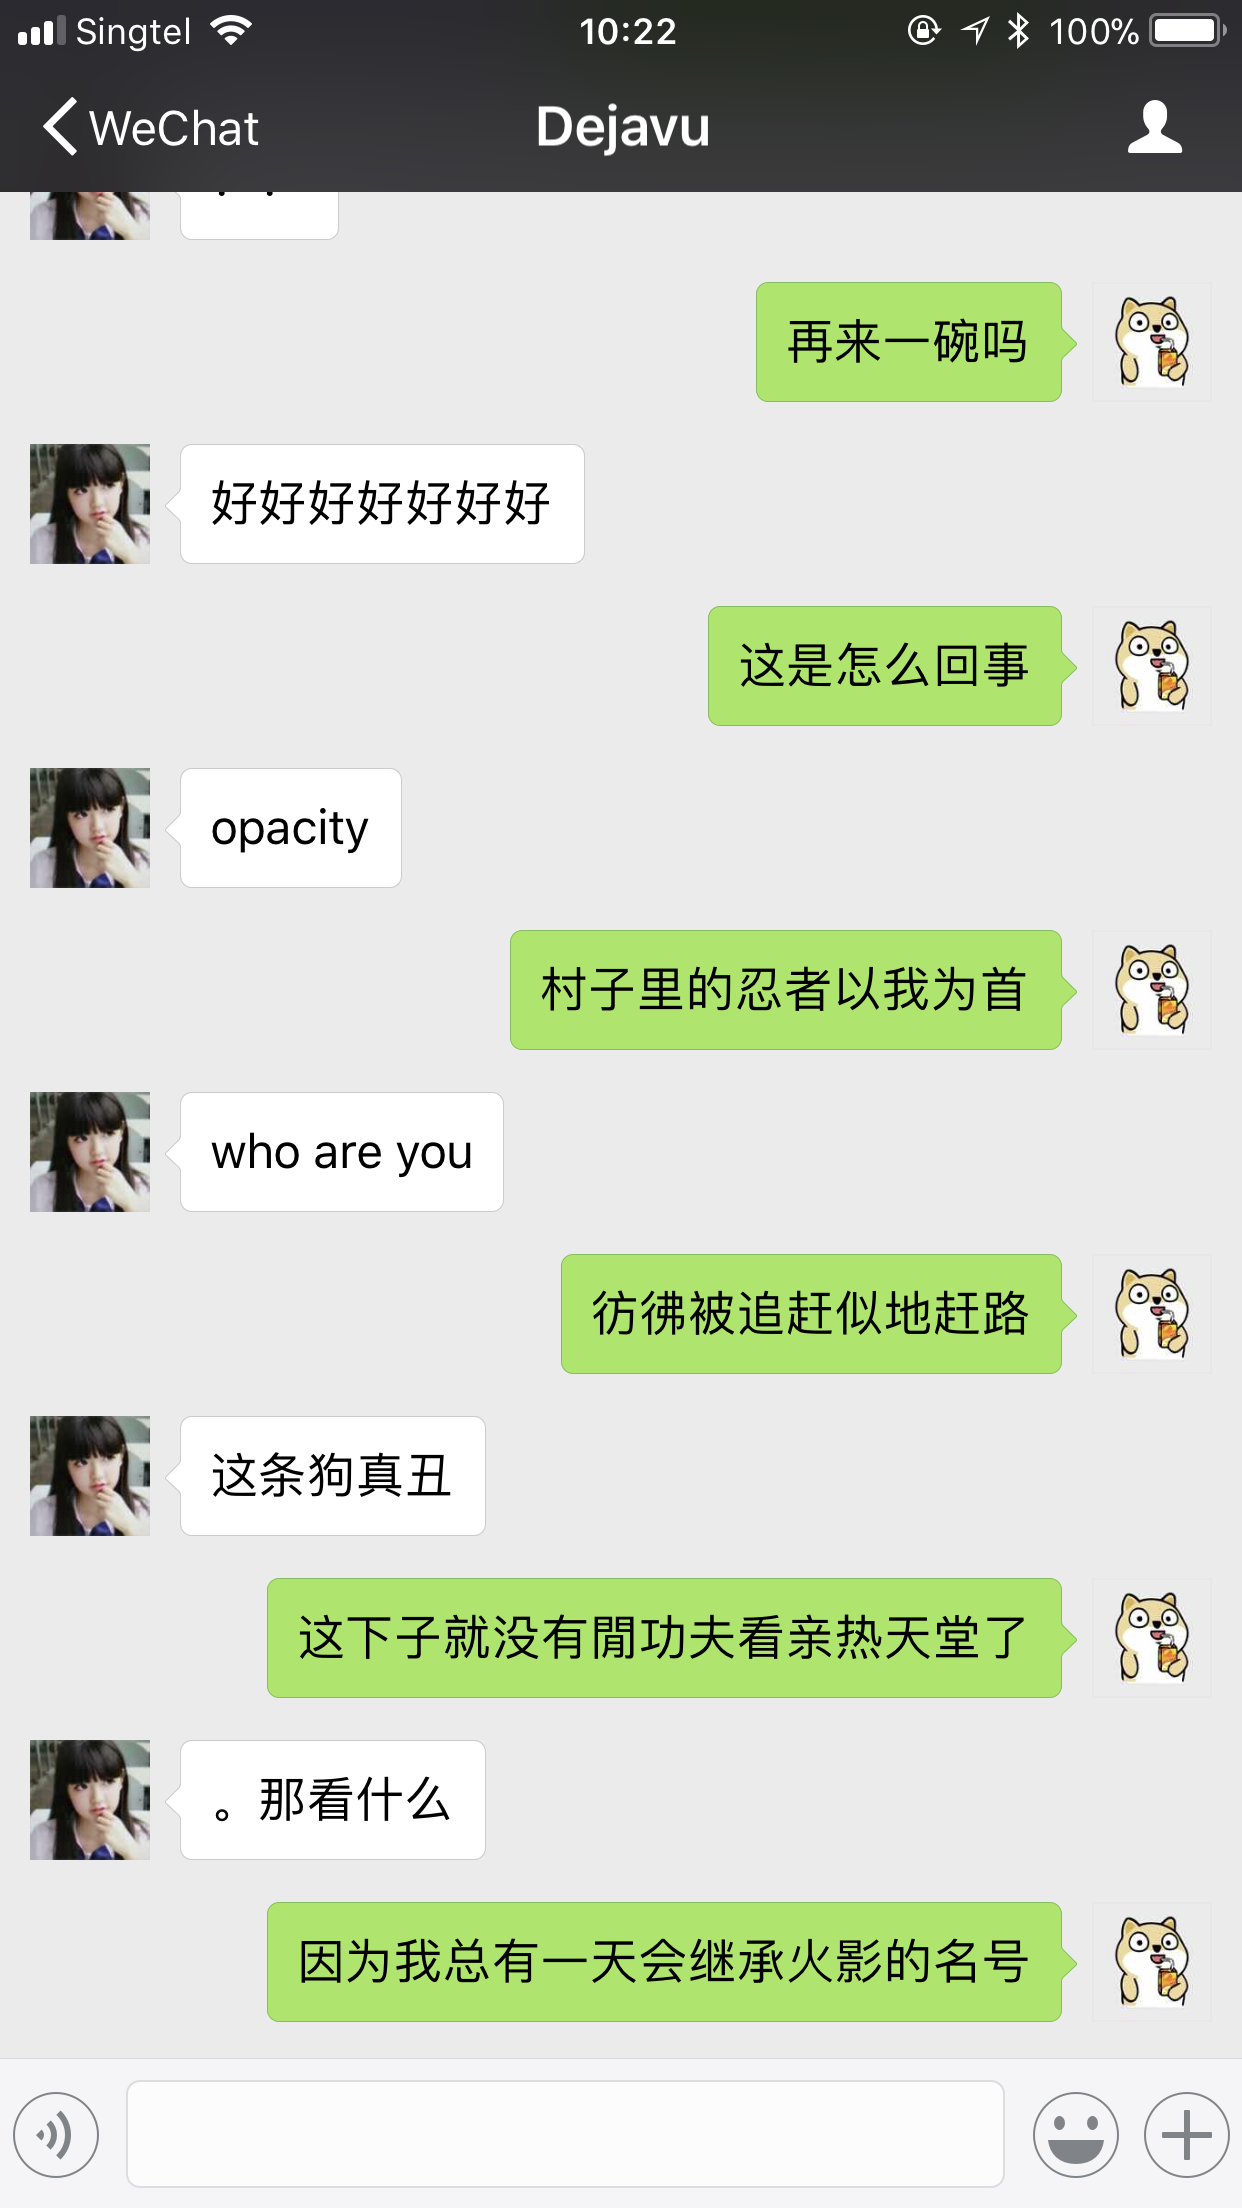 Singtel 10:22 100%
WeChat Dejavu
再来一碗吗
好好好好好好好
这是怎么回事
opacity
村子里的忍者以我为首
who are you
彷彿被追赶似地赶路
这条狗真丑
这下子就没有閒功夫看亲热天堂了
。那看什么
因为我总有一天会继承火影的名号